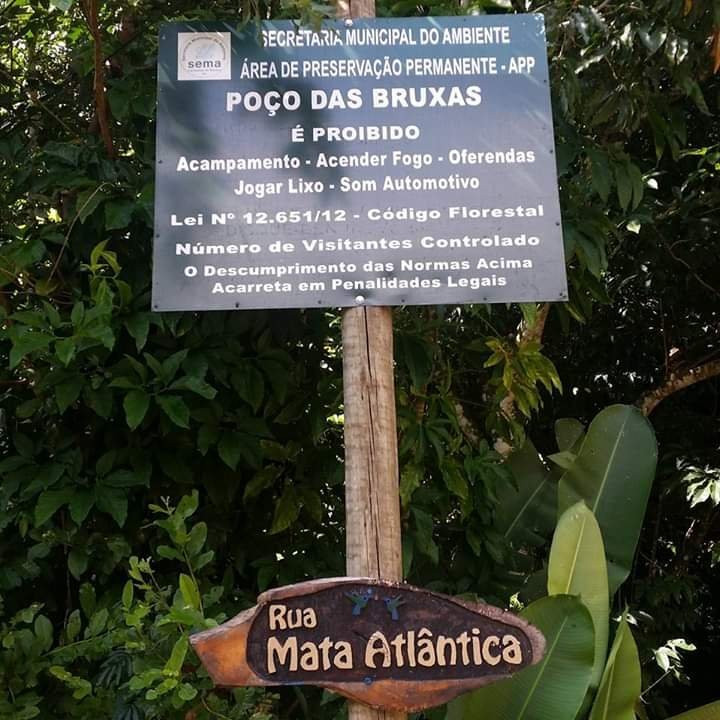 SECRETARIA MUNICIPAL DO AMBIENTE
sema
ÁREA DE PRESERVAÇÃO PERMANENTE - APP
POÇO DAS BRUXAS
É PROIBIDO
Acampamento - Acender Fogo - Oferendas
Jogar Lixo - Som Automotivo
Lei Nº 12.651/12 - Código Florestal
Número de Visitantes Controlado
O Descumprimento das Normas Acima
Acarreta em Penalidades Legais
Rua
Mata Atlântica